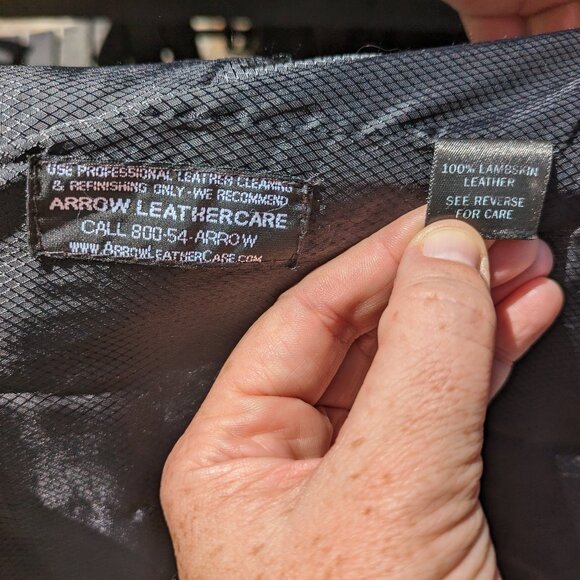 USE PROFESSIONAL LEATHER CLEANING
& REFINISHING ONLY-WE RECOMMEND
ARROW LEATHERCARE
CALL 800-54-ARROW
WWW.ARROWLEATHERCARE.COM
100% LAMBSKIN
LEATHER
SEE REVERSE
FOR CARE